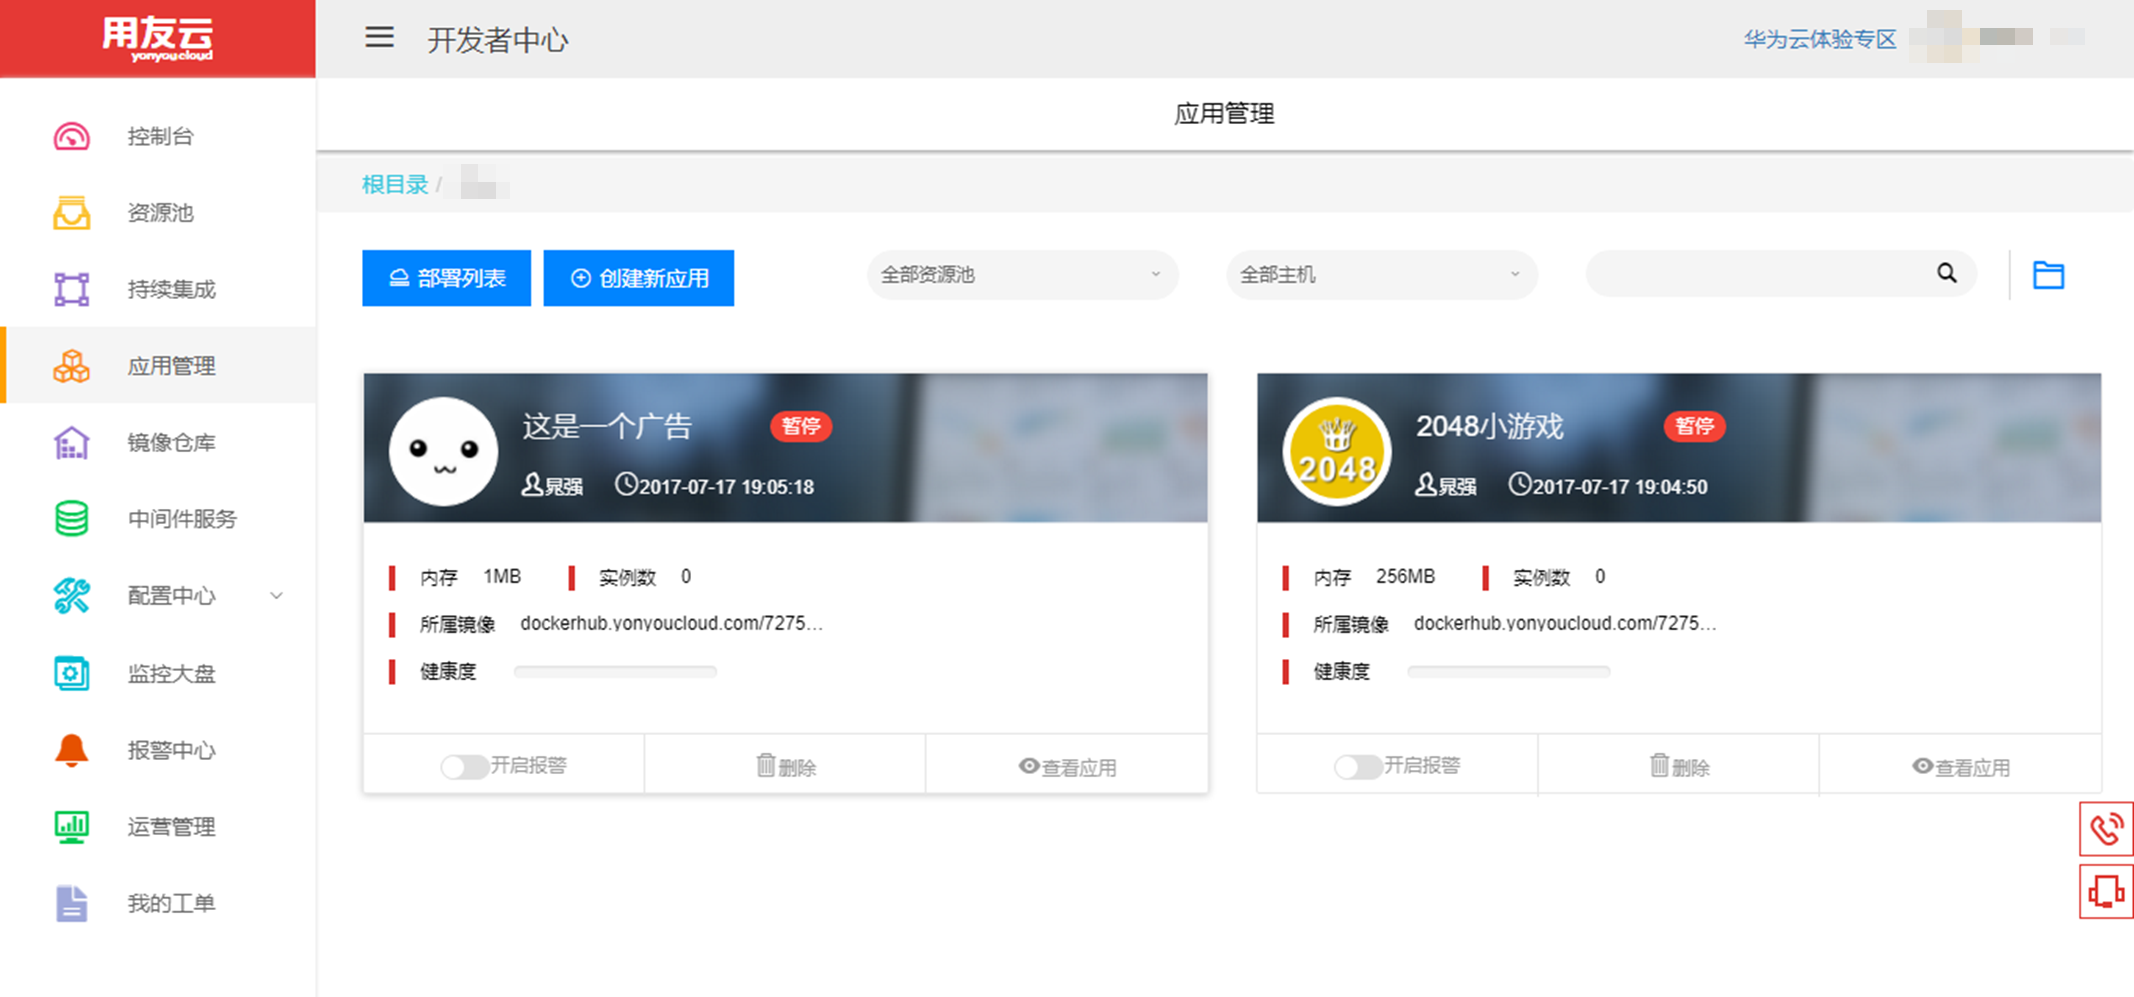 用友云
yonyoucloud
开发者中心
华为云体验专区
控制台
资源池
持续集成
应用管理
镜像仓库
中间件服务
配置中心
监控大盘
报警中心
运营管理
我的工单
应用管理
根目录 /
部署列表
创建新应用
全部资源池
全部主机
这是一个广告 暂停
晁强 2017-07-17 19:05:18
内存 1MB 实例数 0
所属镜像 dockerhub.yonyoucloud.com/7275...
健康度
开启报警 删除 查看应用
2048
2048小游戏 暂停
晁强 2017-07-17 19:04:50
内存 256MB 实例数 0
所属镜像 dockerhub.yonyoucloud.com/7275...
健康度
开启报警 删除 查看应用